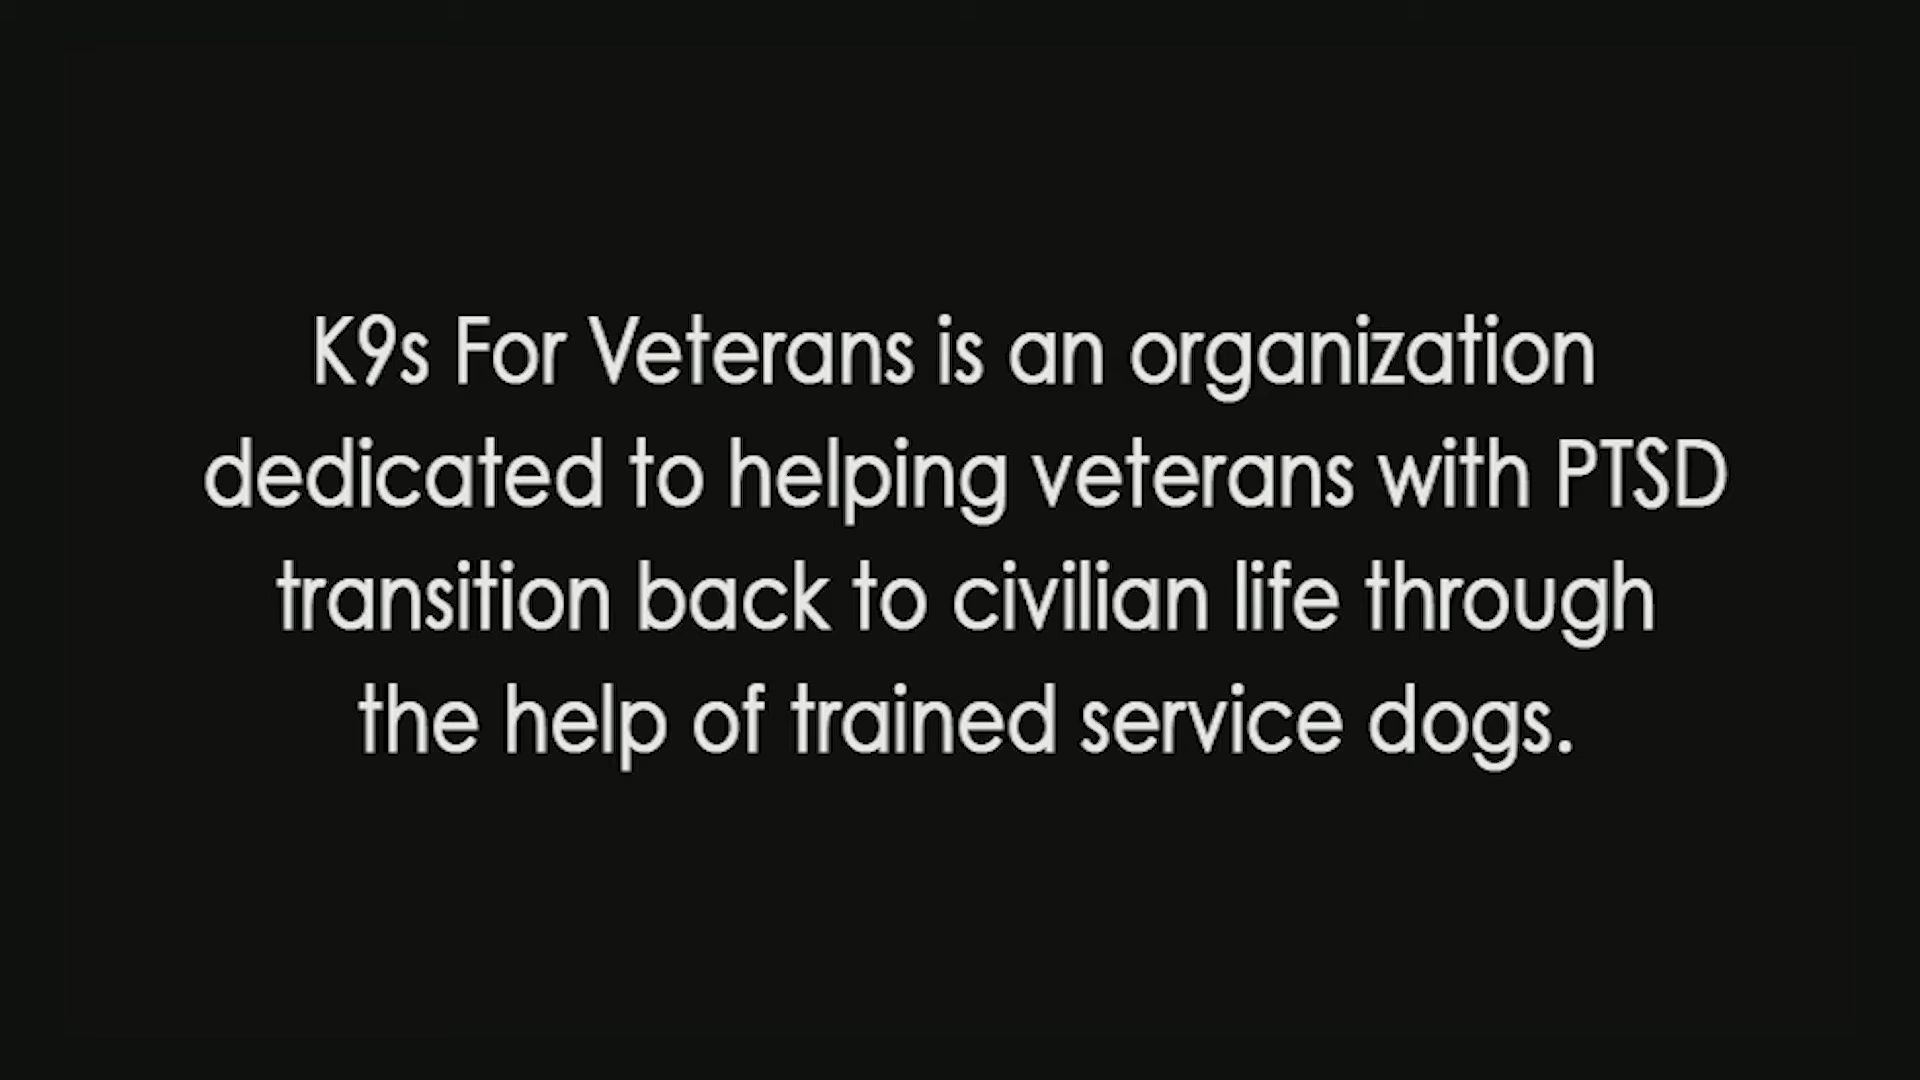 K9s For Veterans is an organization
dedicated to helping veterans with PTSD
transition back to civilian life through
the help of trained service dogs.